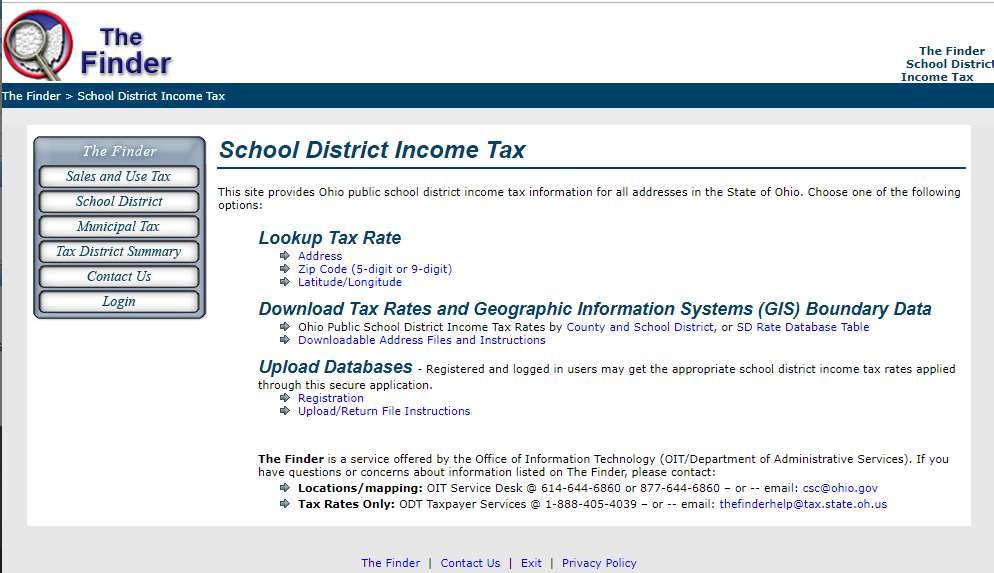 The
Finder
The Finder
School District
Income Tax
The Finder > School District Income Tax
The Finder
Sales and Use Tax
School District
Municipal Tax
Tax District Summary
Contact Us
Login
School District Income Tax
This site provides Ohio public school district income tax information for all addresses in the State of Ohio. Choose one of the following
options:
Lookup Tax Rate
Address
Zip Code (5-digit or 9-digit)
Latitude/Longitude
Download Tax Rates and Geographic Information Systems (GIS) Boundary Data
Ohio Public School District Income Tax Rates by County and School District, or SD Rate Database Table
Downloadable Address Files and Instructions
Upload Databases - Registered and logged in users may get the appropriate school district income tax rates applied
through this secure application.
Registration
Upload/Return File Instructions
The Finder is a service offered by the Office of Information Technology (OIT/Department of Administrative Services). If you
have questions or concerns about information listed on The Finder, please contact:
Locations/mapping: OIT Service Desk @ 614-644-6860 or 877-644-6860 – or -- email: csc@ohio.gov
Tax Rates Only: ODT Taxpayer Services @ 1-888-405-4039 – or -- email: thefinderhelp@tax.state.oh.us
The Finder | Contact Us | Exit | Privacy Policy